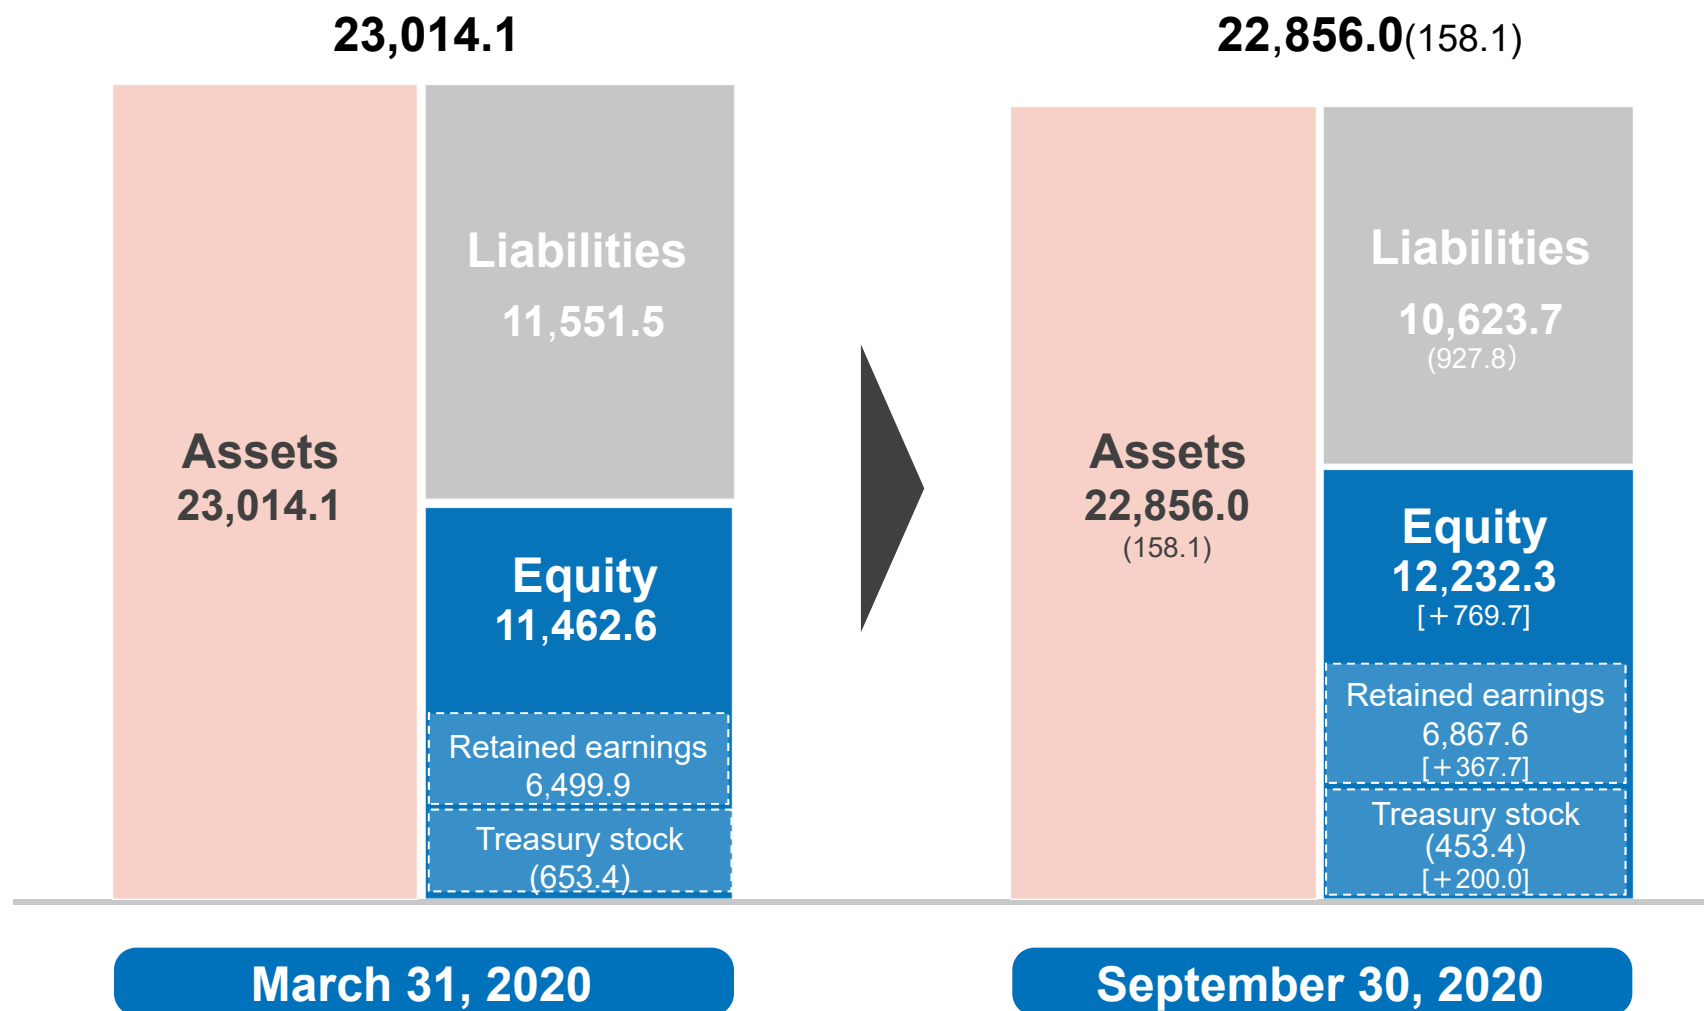 23,014.1
Assets
23,014.1
Liabilities
11,551.5
Equity
11,462.6
Retained earnings
6,499.9
Treasury stock
(653.4)
March 31, 2020
22,856.0(158.1)
Assets
22,856.0
(158.1)
Liabilities
10,623.7
(927.8)
Equity
12,232.3
[+769.7]
Retained earnings
6,867.6
[+367.7]
Treasury stock
(453.4)
[+200.0]
September 30, 2020